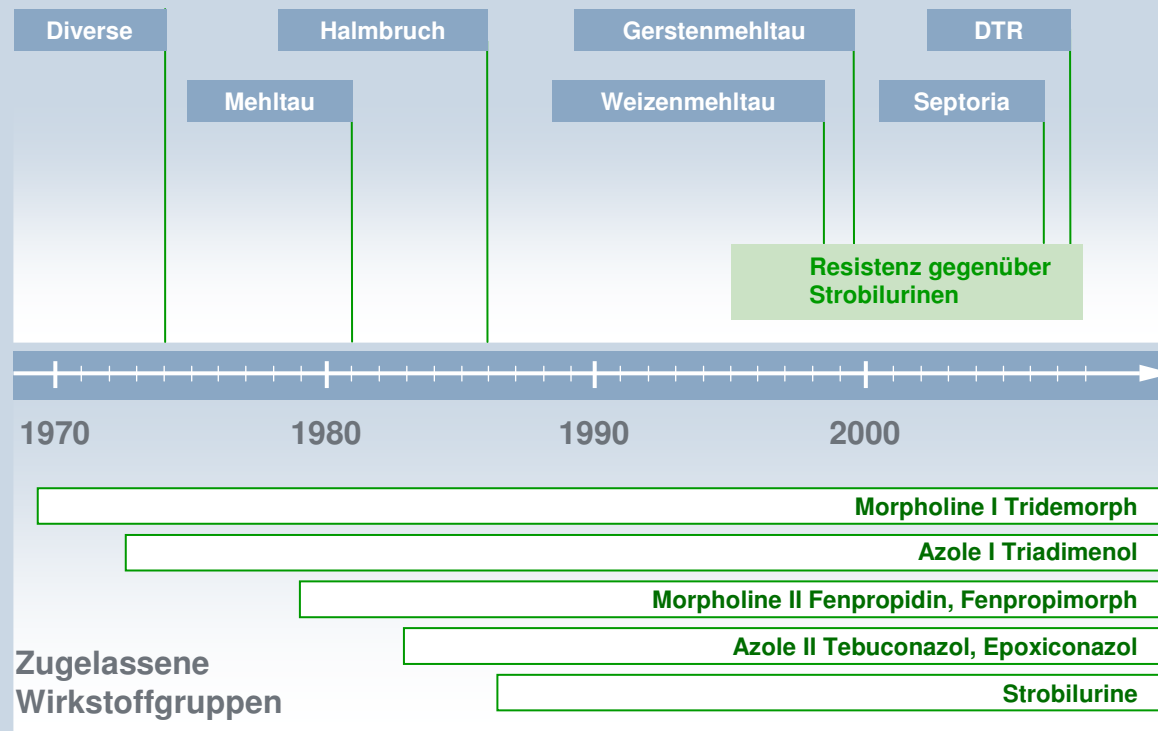 Diverse
Halmbruch
Gerstenmehltau
DTR
Mehltau
Weizenmehltau
Septoria
Resistenz gegenüber
Strobilurinen
1970
1980
1990
2000
Morpholine I Tridemorph
Azole I Triadimenol
Morpholine II Fenpropidin, Fenpropimorph
Azole II Tebuconazol, Epoxiconazol
Strobilurine
Zugelassene
Wirkstoffgruppen